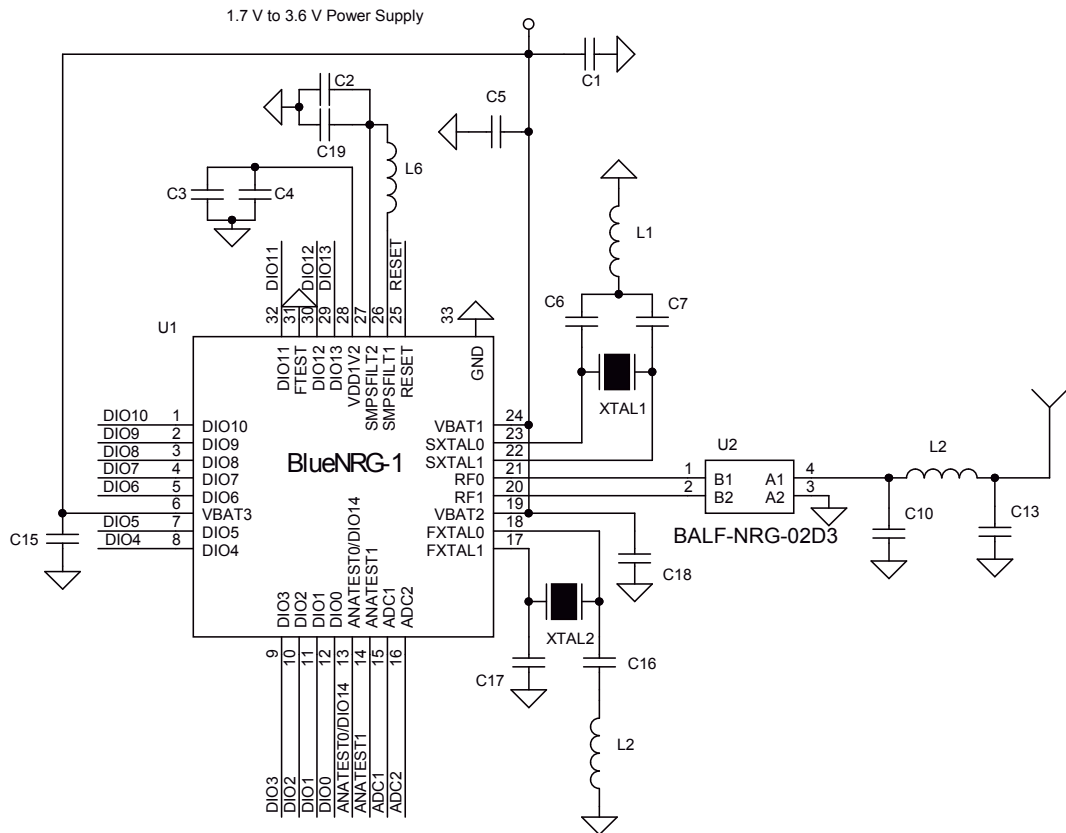 1.7 V to 3.6 V Power Supply
C1
C2
C5
C19
L6
C3
C4
L1
DIO11
DIO12
DIO13
RESET
C6
C7
U1
32
31
30
29
28
27
26
25
33
DIO11
FTEST
DIO12
DIO13
VDD1V2
SMPSFILT2
SMPSFILT1
RESET
GND
XTAL1
DIO10 1 DIO10
DIO9 2 DIO9
DIO8 3 DIO8
DIO7 4 DIO7
DIO6 5 DIO6
6 VBAT3
DIO5 7 DIO5
DIO4 8 DIO4
C15
BlueNRG-1
VBAT1 24
SXTAL0 23
SXTAL1 22
RF0 21
RF1 20
VBAT2 19
FXTAL0 18
FXTAL1 17
U2
1 B1 A1 4
2 B2 A2 3
BALF-NRG-02D3
L2
C10
C13
C18
XTAL2
C17
C16
L2
DIO3
DIO2
DIO1
DIO0
ANATEST0/DIO14
ANATEST1
ADC1
ADC2
9
10
11
12
13
14
15
16
DIO3
DIO2
DIO1
DIO0
ANATEST0/DIO14
ANATEST1
ADC1
ADC2